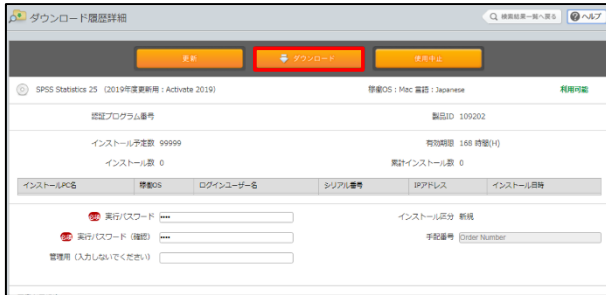 ダウンロード履歴詳細
検索結果一覧へ戻る
ヘルプ
更新
ダウンロード
使用中止
SPSS Statistics 25 (2019年度更新用:Activate 2019)
稼働OS:Mac 言語:Japanese
利用可能
認証プログラム番号
製品ID 109202
インストール予定数 99999
有効期限 168 時間(H)
インストール数 0
累計インストール数 0
インストールPC名 稼働OS ログインユーザー名 シリアル番号 IPアドレス インストール日時
必須 実行パスワード ••••
インストール区分 新規
必須 実行パスワード(確認) ••••
手配番号 Order Number
管理用(入力しないでください)